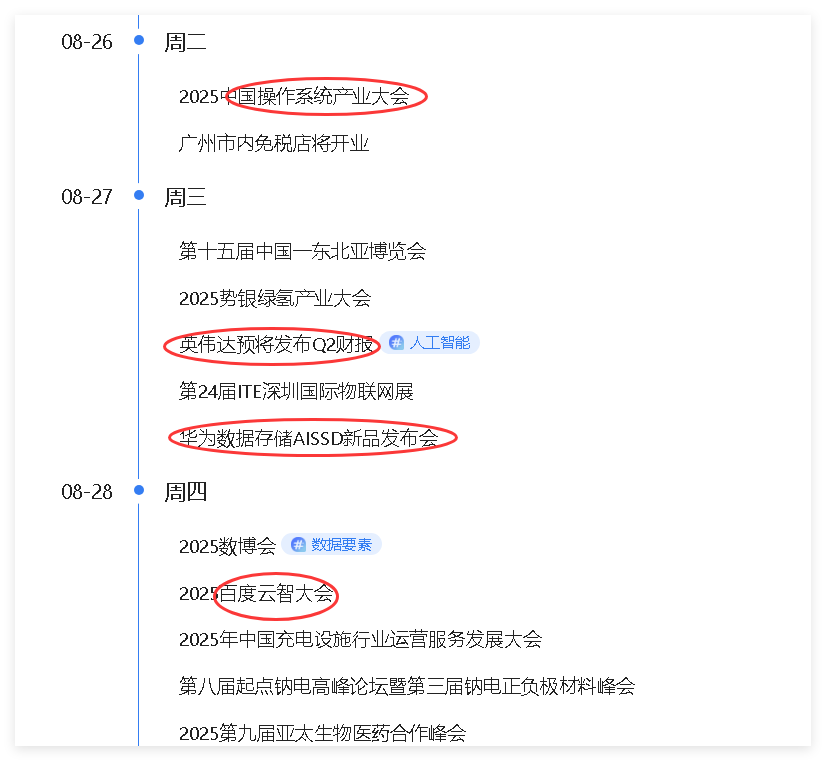 08-26 周二
2025中国操作系统产业大会
广州市内免税店将开业
08-27 周三
第十五届中国一东北亚博览会
2025势银绿氢产业大会
英伟达预将发布Q2财报 # 人工智能
第24届ITE深圳国际物联网展
华为数据存储AISSD新品发布会
08-28 周四
2025数博会 # 数据要素
2025百度云智大会
2025年中国充电设施行业运营服务发展大会
第八届起点钠电高峰论坛暨第三届钠电正负极材料峰会
2025第九届亚太生物医药合作峰会